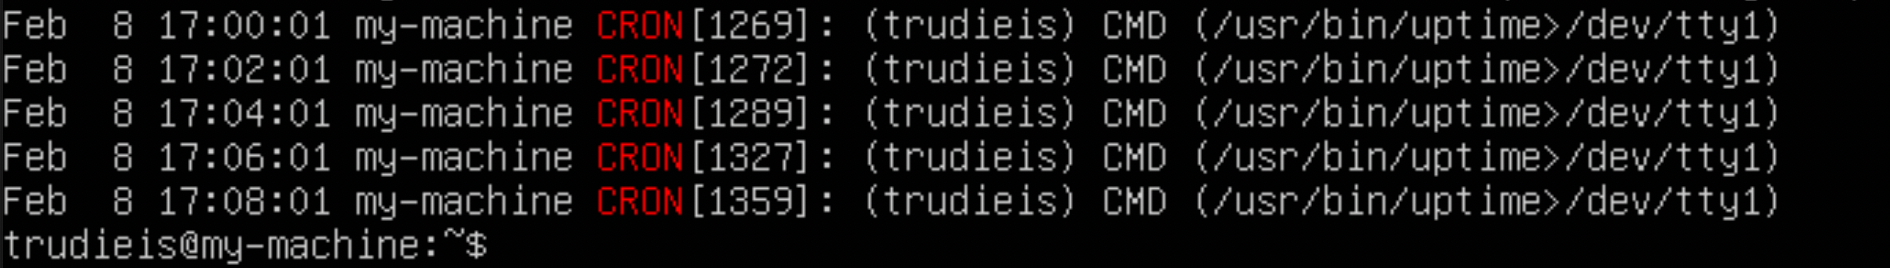 Feb  8 17:00:01 my-machine CRON[1269]: (trudieis) CMD (/usr/bin/uptime>/dev/tty1)
Feb  8 17:02:01 my-machine CRON[1272]: (trudieis) CMD (/usr/bin/uptime>/dev/tty1)
Feb  8 17:04:01 my-machine CRON[1289]: (trudieis) CMD (/usr/bin/uptime>/dev/tty1)
Feb  8 17:06:01 my-machine CRON[1327]: (trudieis) CMD (/usr/bin/uptime>/dev/tty1)
Feb  8 17:08:01 my-machine CRON[1359]: (trudieis) CMD (/usr/bin/uptime>/dev/tty1)
trudieis@my-machine:~$